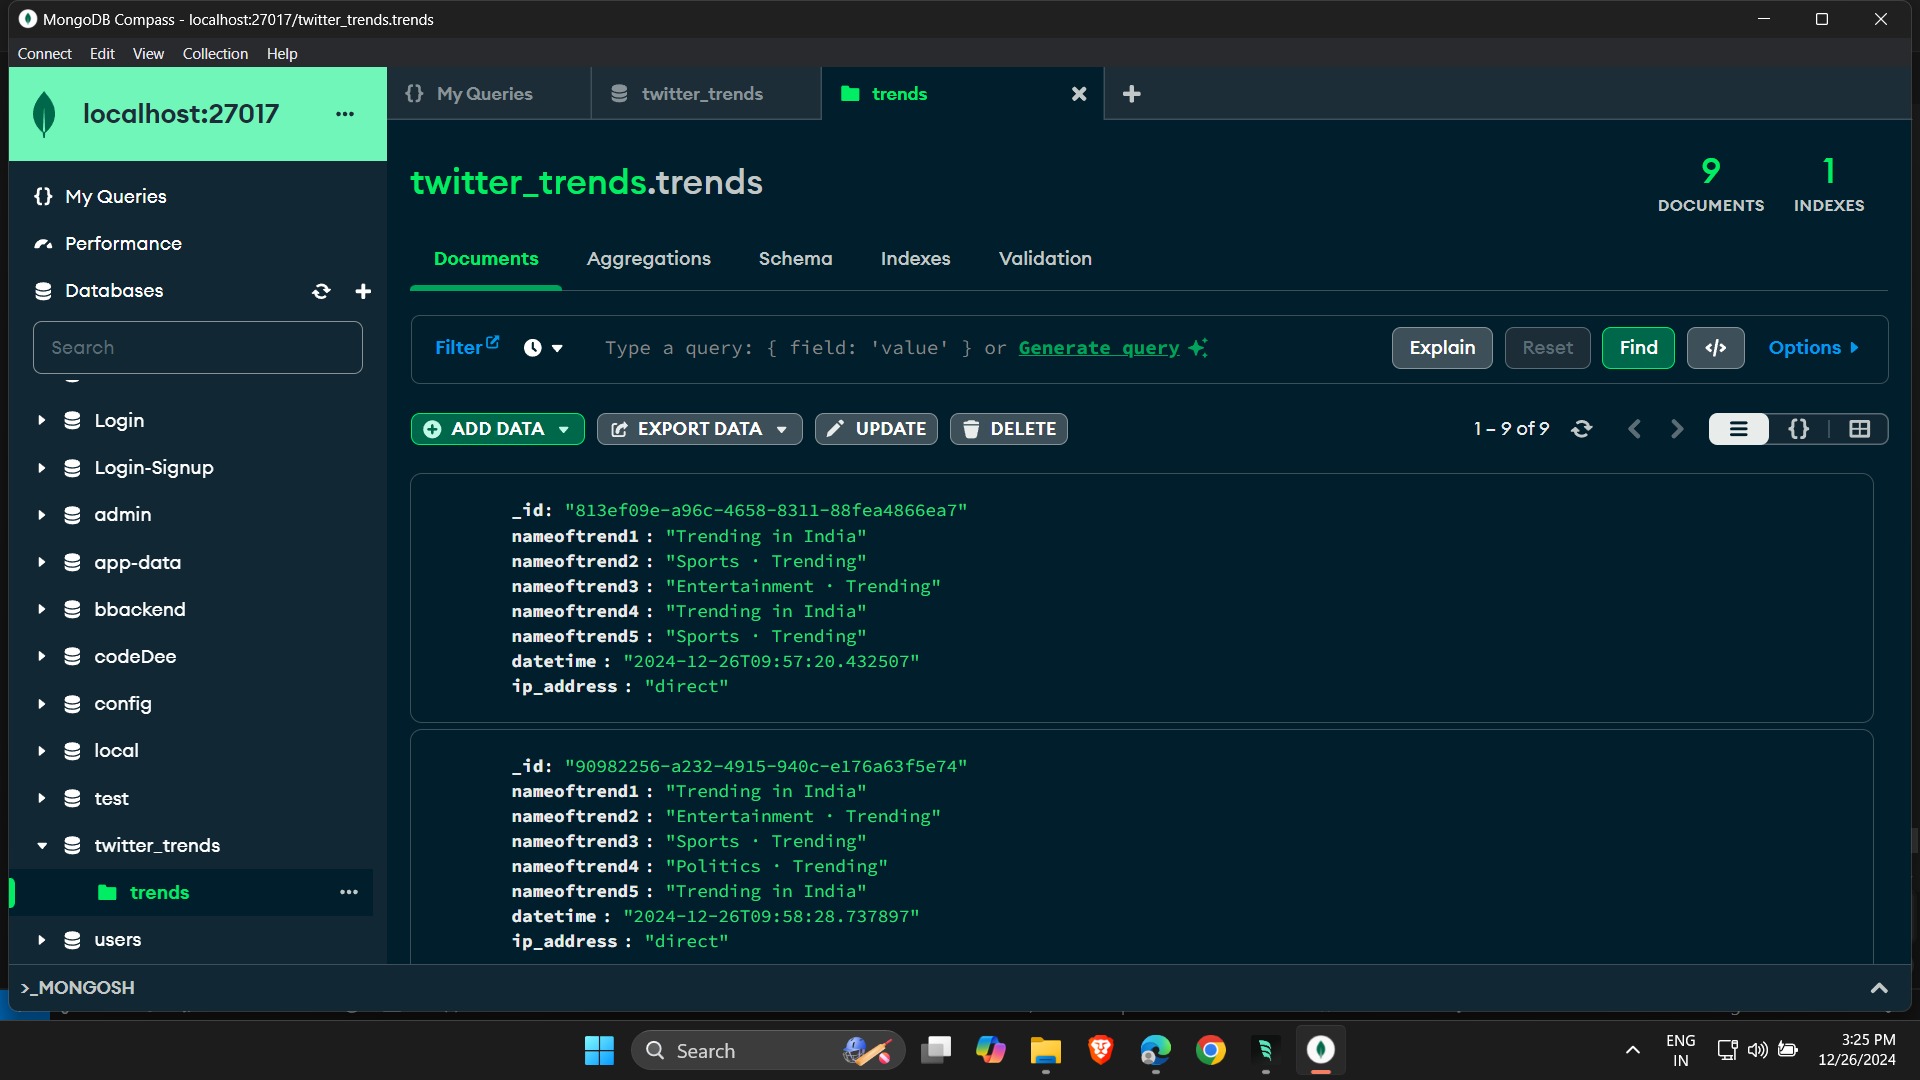 MongoDB Compass - localhost:27017/twitter_trends.trends
Connect Edit View Collection Help
localhost:27017 ···
{} My Queries
twitter_trends
trends
My Queries
Performance
Databases
Search
Login
Login-Signup
admin
app-data
bbackend
codeDee
config
local
test
twitter_trends
trends ···
users
twitter_trends.trends
9
DOCUMENTS
1
INDEXES
Documents Aggregations Schema Indexes Validation
Filter Type a query: { field: 'value' } or Generate query Explain Reset Find </> Options
ADD DATA EXPORT DATA UPDATE DELETE 1 – 9 of 9 {}
_id: "813ef09e-a96c-4658-8311-88fea4866ea7"
nameoftrend1 : "Trending in India"
nameoftrend2 : "Sports · Trending"
nameoftrend3 : "Entertainment · Trending"
nameoftrend4 : "Trending in India"
nameoftrend5 : "Sports · Trending"
datetime : "2024-12-26T09:57:20.432507"
ip_address : "direct"
_id: "90982256-a232-4915-940c-e176a63f5e74"
nameoftrend1 : "Trending in India"
nameoftrend2 : "Entertainment · Trending"
nameoftrend3 : "Sports · Trending"
nameoftrend4 : "Politics · Trending"
nameoftrend5 : "Trending in India"
datetime : "2024-12-26T09:58:28.737897"
ip_address : "direct"
>_MONGOSH
Search
ENG
IN
3:25 PM
12/26/2024